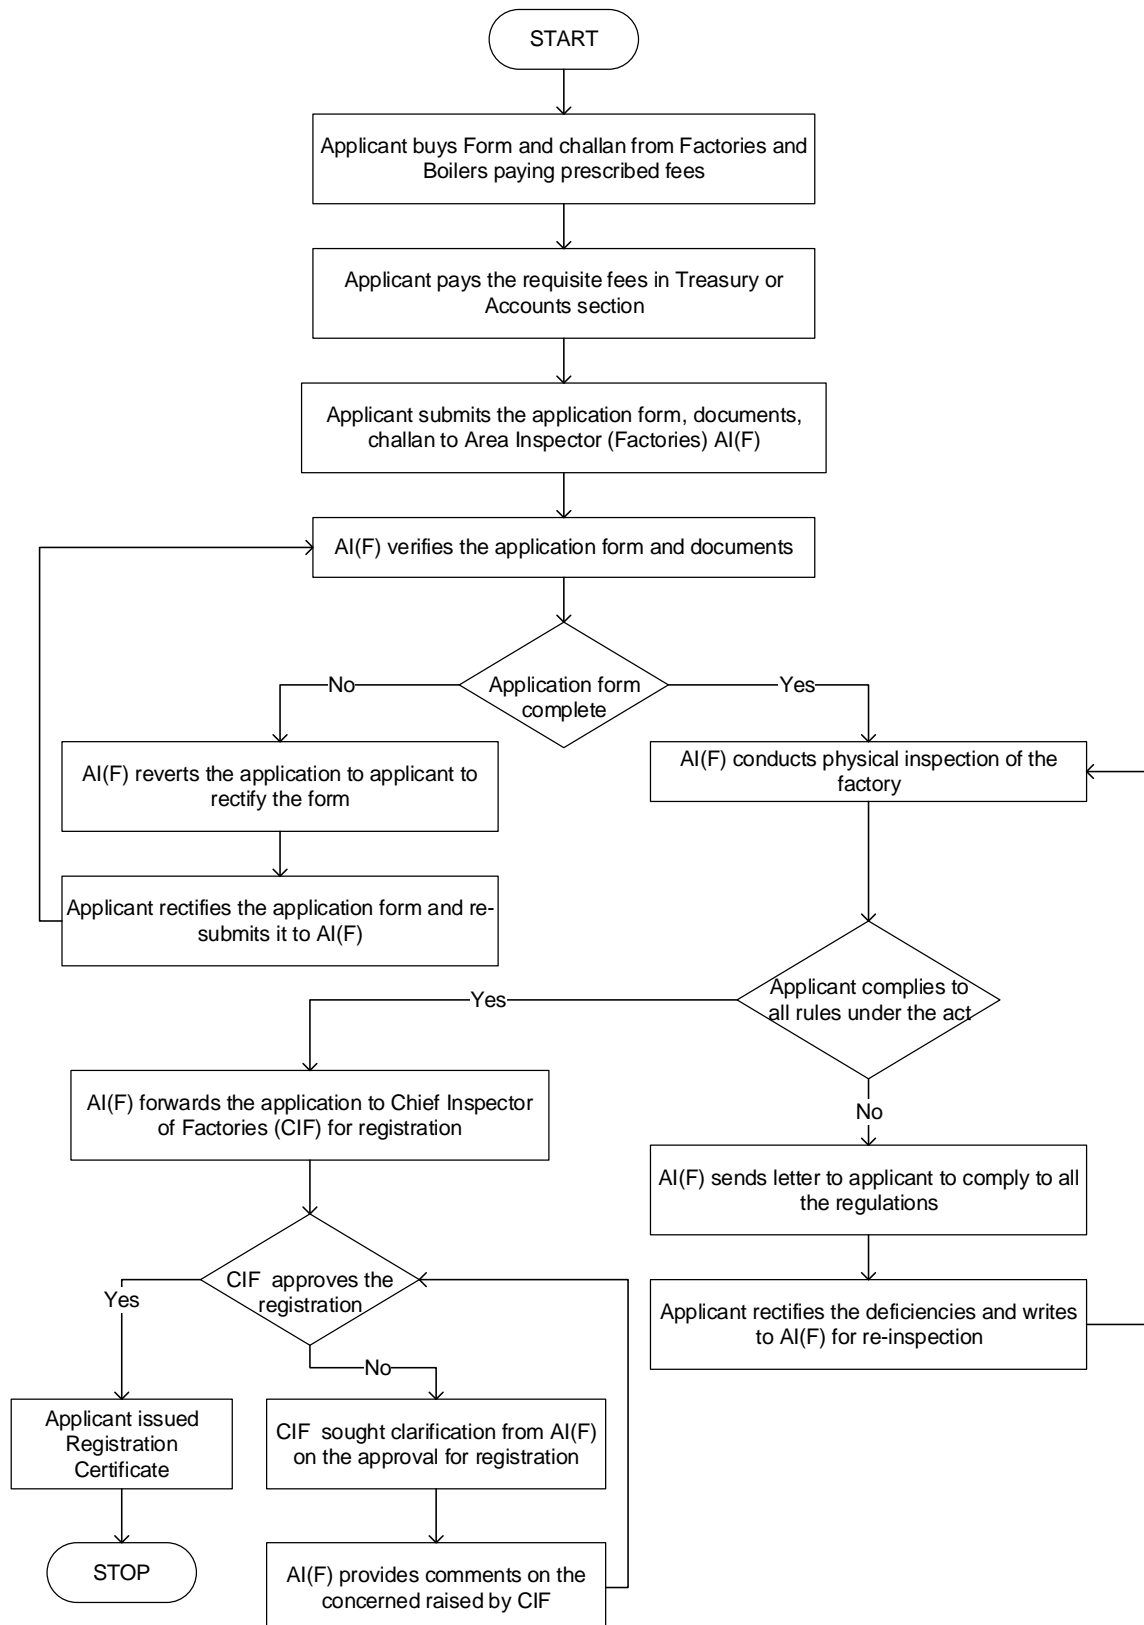 START
Applicant buys Form and challan from Factories and
Boilers paying prescribed fees
Applicant pays the requisite fees in Treasury or
Accounts section
Applicant submits the application form, documents,
challan to Area Inspector (Factories) AI(F)
AI(F) verifies the application form and documents
Application form
complete
No
Yes
AI(F) reverts the application to applicant to
rectify the form
AI(F) conducts physical inspection of the
factory
Applicant rectifies the application form and re-
submits it to AI(F)
Applicant complies to
all rules under the act
Yes
No
AI(F) forwards the application to Chief Inspector
of Factories (CIF) for registration
AI(F) sends letter to applicant to comply to all
the regulations
CIF  approves the
registration
Yes
No
Applicant rectifies the deficiencies and writes
to AI(F) for re-inspection
Applicant issued
Registration
Certificate
CIF  sought clarification from AI(F)
on the approval for registration
STOP
AI(F) provides comments on the
concerned raised by CIF